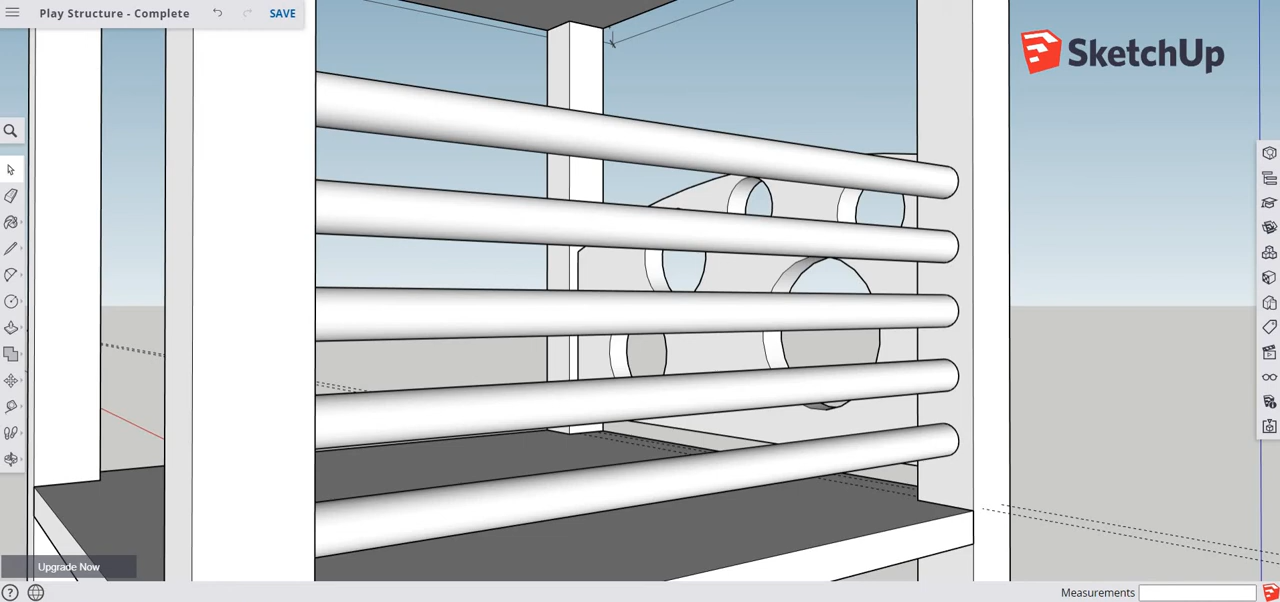 Play Structure - Complete
SAVE
SketchUp
Upgrade Now
?
Measurements